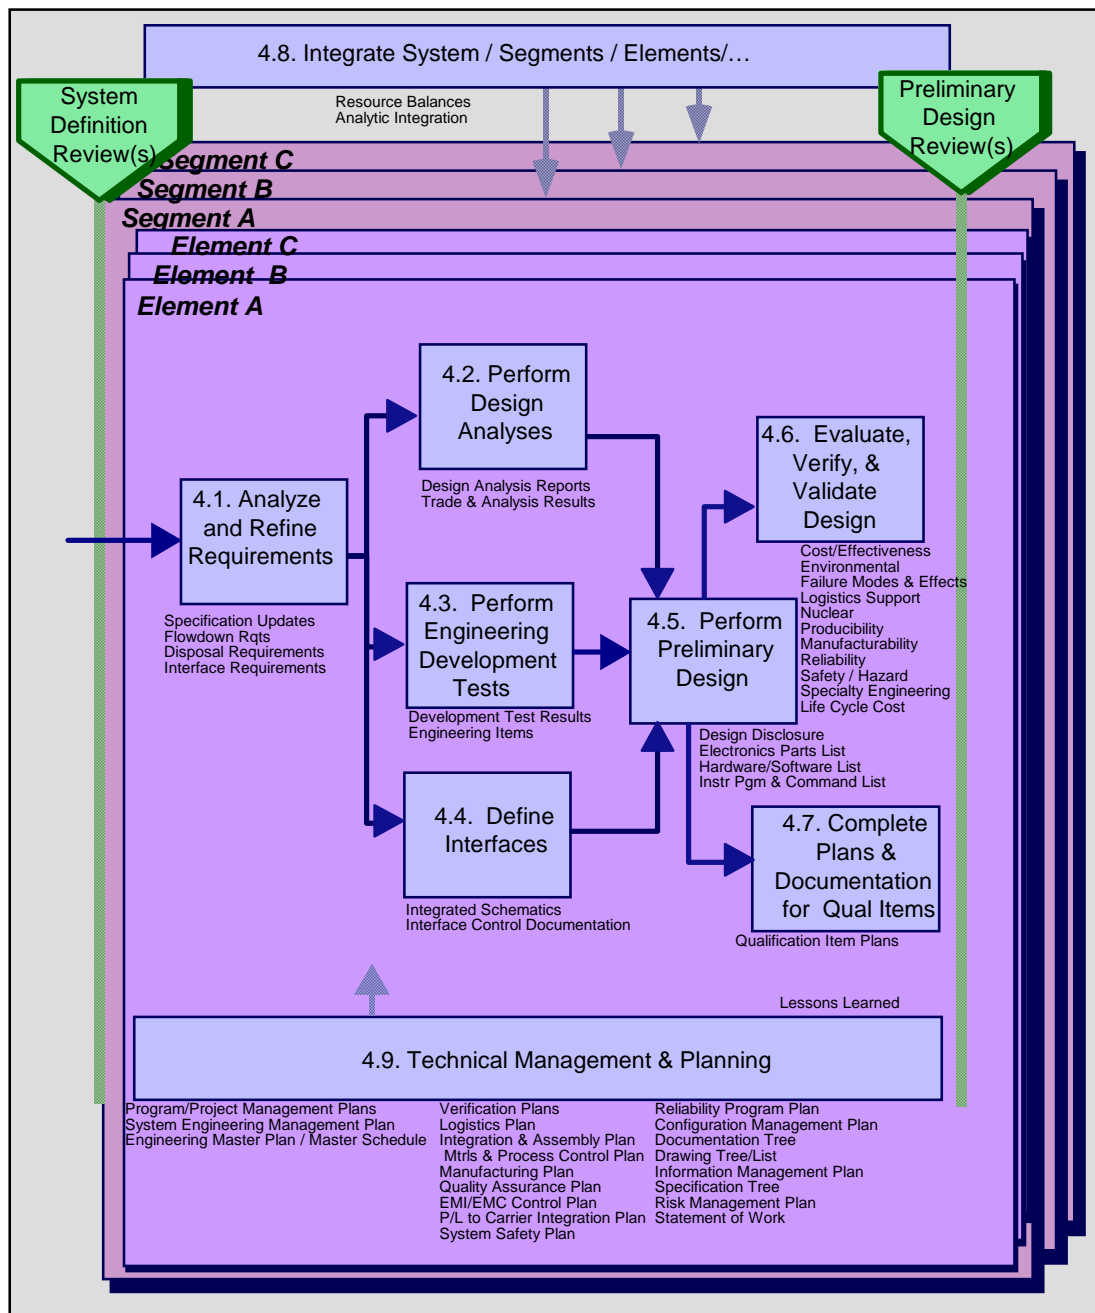 4.8. Integrate System / Segments / Elements/…
System
Definition
Review(s)
Resource Balances
Analytic Integration
Preliminary
Design
Review(s)
Segment C
Segment B
Segment A
Element C
Element B
Element A
4.1. Analyze
and Refine
Requirements
Specification Updates
Flowdown Rqts
Disposal Requirements
Interface Requirements
4.2. Perform
Design
Analyses
Design Analysis Reports
Trade & Analysis Results
4.3. Perform
Engineering
Development
Tests
Development Test Results
Engineering Items
4.4. Define
Interfaces
Integrated Schematics
Interface Control Documentation
4.5. Perform
Preliminary
Design
Design Disclosure
Electronics Parts List
Hardware/Software List
Instr Pgm & Command List
4.6. Evaluate,
Verify, &
Validate
Design
Cost/Effectiveness
Environmental
Failure Modes & Effects
Logistics Support
Nuclear
Producibility
Manufacturability
Reliability
Safety / Hazard
Specialty Engineering
Life Cycle Cost
4.7. Complete
Plans &
Documentation
for Qual Items
Qualification Item Plans
Lessons Learned
4.9. Technical Management & Planning
Program/Project Management Plans
System Engineering Management Plan
Engineering Master Plan / Master Schedule
Verification Plans
Logistics Plan
Integration & Assembly Plan
Mtrls & Process Control Plan
Manufacturing Plan
Quality Assurance Plan
EMI/EMC Control Plan
P/L to Carrier Integration Plan
System Safety Plan
Reliability Program Plan
Configuration Management Plan
Documentation Tree
Drawing Tree/List
Information Management Plan
Specification Tree
Risk Management Plan
Statement of Work